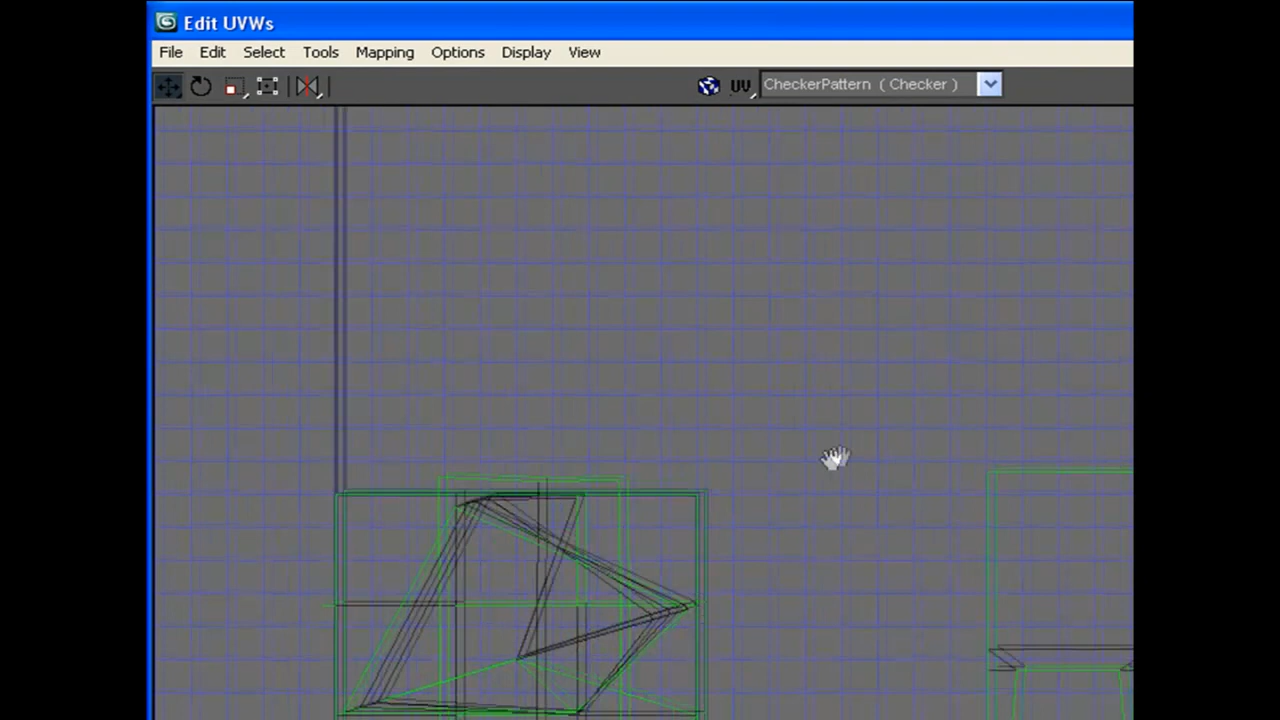 Edit UVWs
File Edit Select Tools Mapping Options Display View
UV CheckerPattern ( Checker )